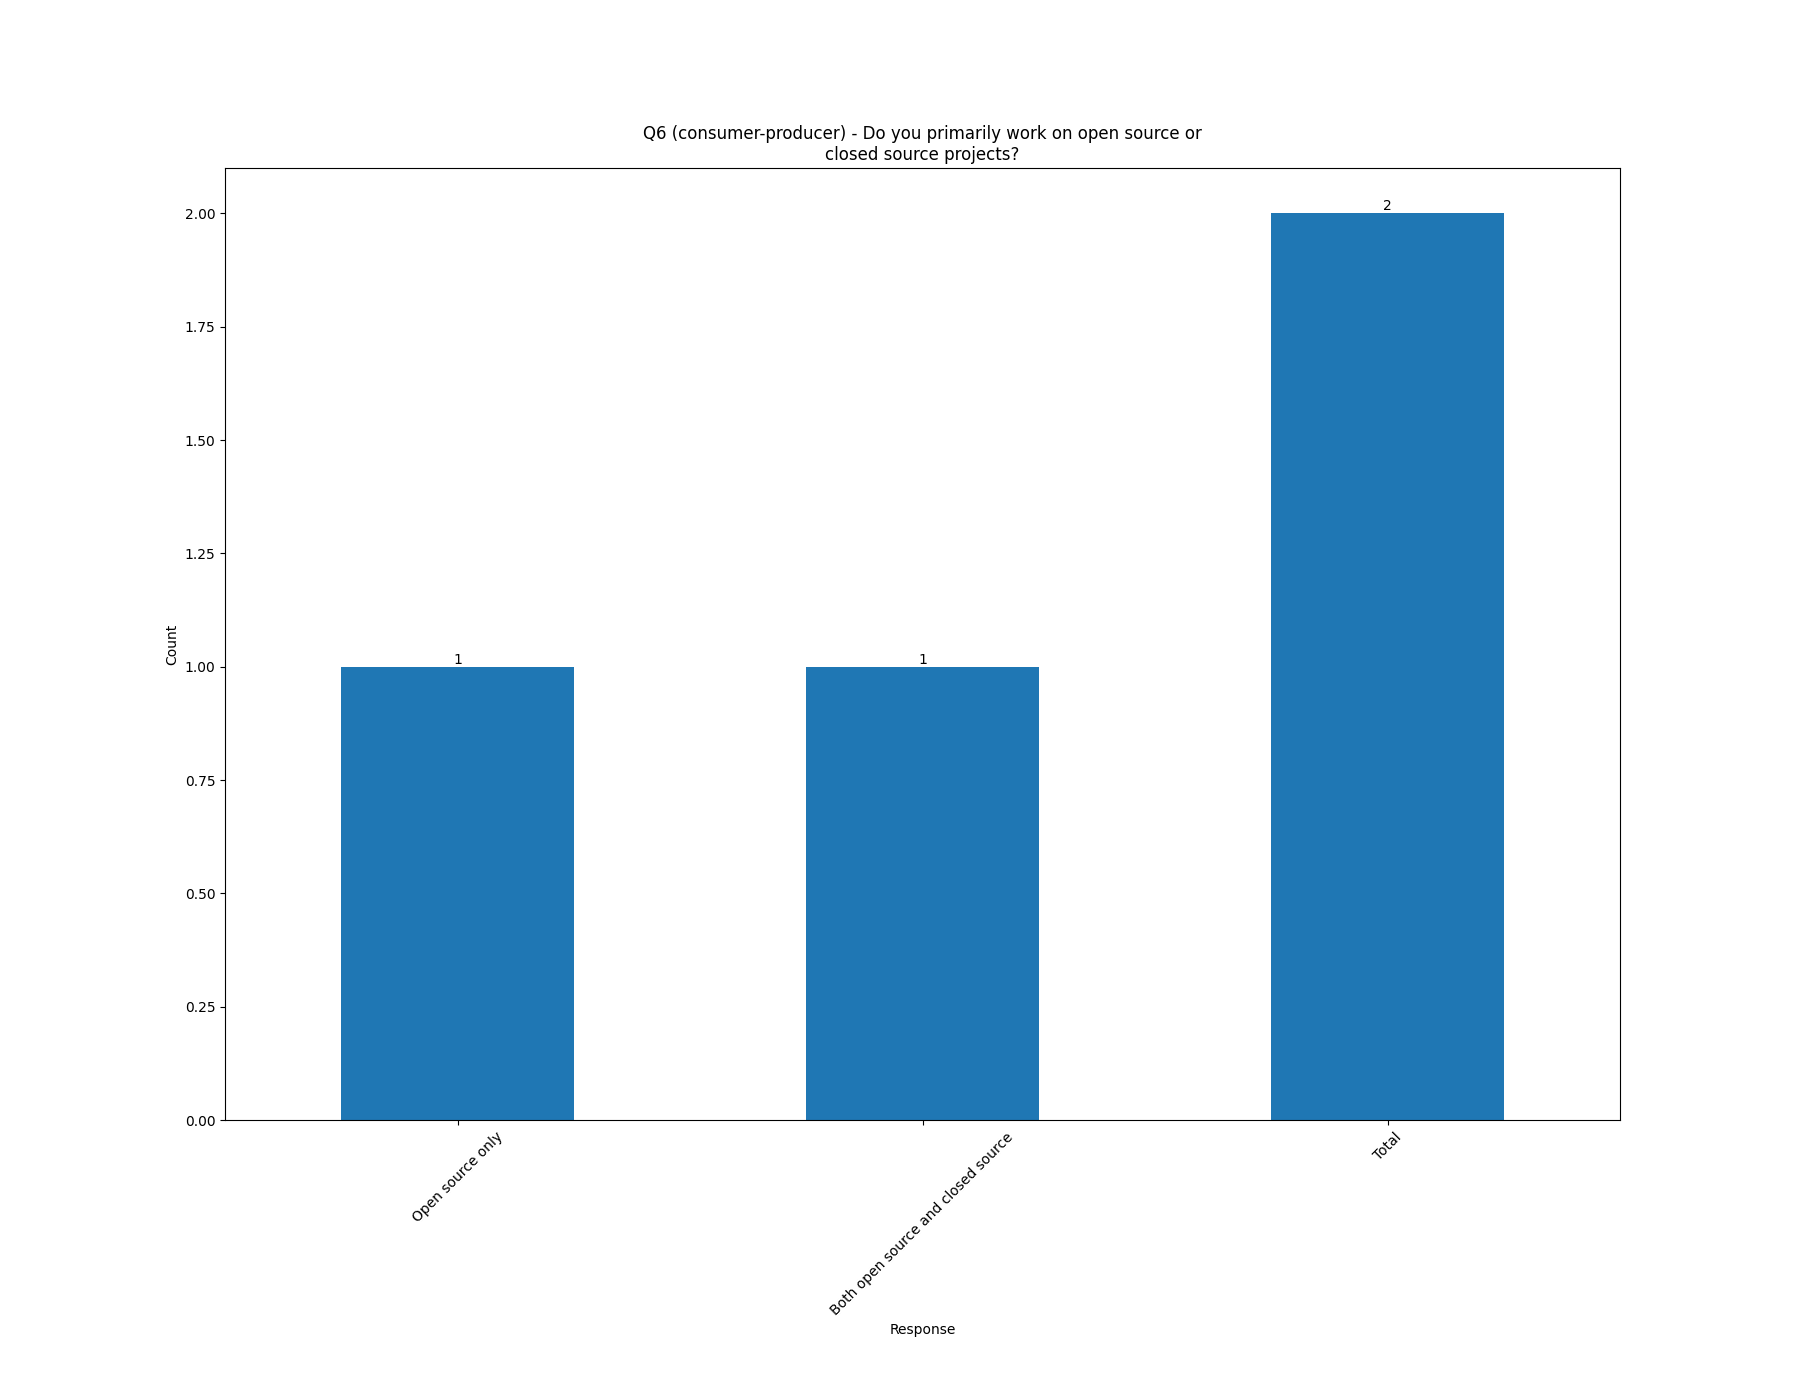 Q6 (consumer-producer) - Do you primarily work on open source or
closed source projects?
2.00
1.75
1.50
1.25
1.00
0.75
0.50
0.25
0.00
Count
1
1
2
Open source only
Both open source and closed source
Total
Response